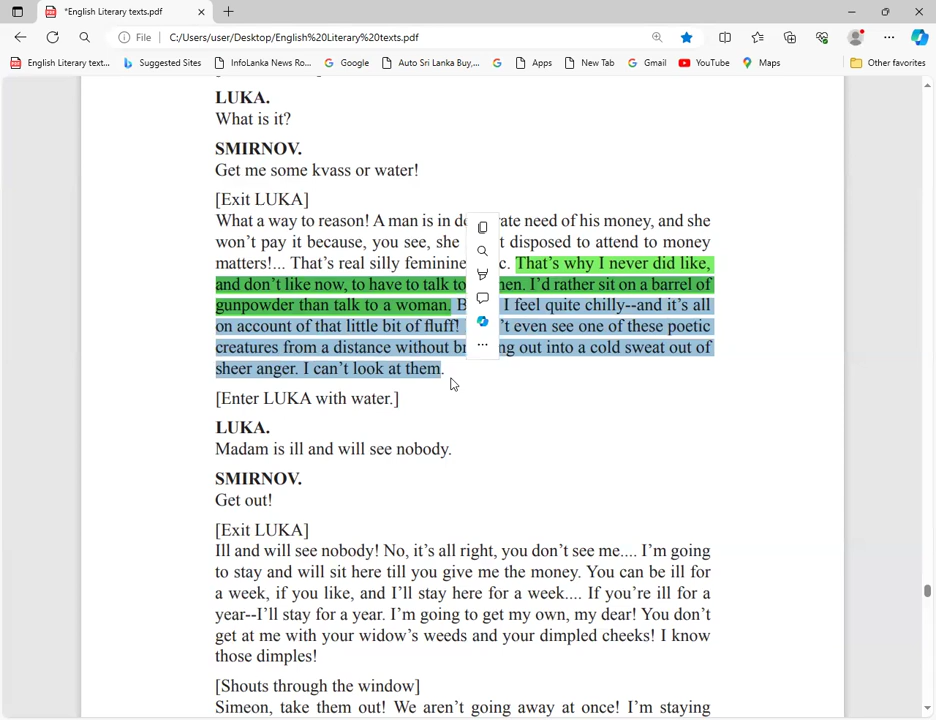 *English Literary texts.pdf
File
C:/Users/user/Desktop/English%20Literary%20texts.pdf
English Literary text... Suggested Sites InfoLanka News Ro... Google Auto Sri Lanka Buy,... Apps New Tab Gmail YouTube Maps Other favorites
LUKA.
What is it?
SMIRNOV.
Get me some kvass or water!
[Exit LUKA]
What a way to reason! A man is in de rate need of his money, and she
won't pay it because, you see, she t disposed to attend to money
matters!... That's real silly feminine c. That's why I never did like,
and don't like now, to have to talk to en. I'd rather sit on a barrel of
gunpowder than talk to a woman. B I feel quite chilly--and it's all
on account of that little bit of fluff! 't even see one of these poetic
creatures from a distance without br ng out into a cold sweat out of
sheer anger. I can't look at them.
[Enter LUKA with water.]
LUKA.
Madam is ill and will see nobody.
SMIRNOV.
Get out!
[Exit LUKA]
Ill and will see nobody! No, it's all right, you don't see me.... I'm going
to stay and will sit here till you give me the money. You can be ill for
a week, if you like, and I'll stay here for a week.... If you're ill for a
year--I'll stay for a year. I'm going to get my own, my dear! You don't
get at me with your widow's weeds and your dimpled cheeks! I know
those dimples!
[Shouts through the window]
Simeon, take them out! We aren't going away at once! I'm staying